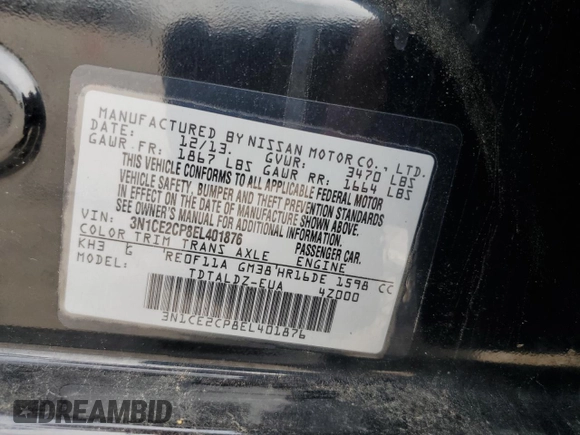 MANUFACTURED BY NISSAN MOTOR CO., LTD.
DATE: 12/13. GVWR: 3470 LBS
GAWR FR: 1867 LBS GAWR RR: 1664 LBS
THIS VEHICLE CONFORMS TO ALL APPLICABLE FEDERAL MOTOR
VEHICLE SAFETY, BUMPER AND THEFT PREVENTION STANDARDS
IN EFFECT ON THE DATE OF MANUFACTURE SHOWN ABOVE.
SEE OWNER'S MANUAL FOR ADDITIONAL INFORMATION.
VIN: 3N1CE2CP8EL401876 PASSENGER CAR.
COLOR TRIM TRANS AXLE ENGINE
KH3 G RE0F11A GM38 HR16DE 1598 CC
MODEL: TDTALDZ-EUA 4Z000
3N1CE2CP8EL401876
DREAMBID